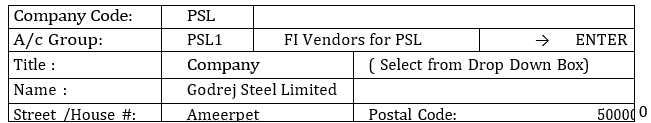 Company Code: PSL
A/c Group: PSL1 FI Vendors for PSL → ENTER
Title : Company ( Select from Drop Down Box)
Name : Godrej Steel Limited
Street /House #: Ameerpet Postal Code: 500000